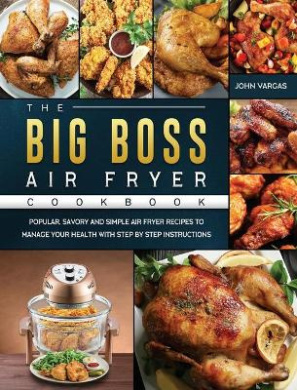 JOHN VARGAS
THE
BIG BOSS
AIR FRYER
COOKBOOK
POPULAR, SAVORY AND SIMPLE AIR FRYER RECIPES TO
MANAGE YOUR HEALTH WITH STEP BY STEP INSTRUCTIONS